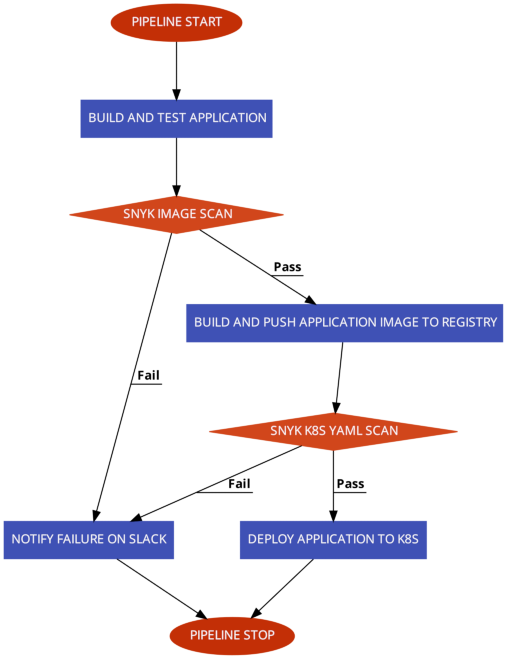 PIPELINE START
BUILD AND TEST APPLICATION
SNYK IMAGE SCAN
Pass
BUILD AND PUSH APPLICATION IMAGE TO REGISTRY
Fail
SNYK K8S YAML SCAN
Fail
Pass
NOTIFY FAILURE ON SLACK
DEPLOY APPLICATION TO K8S
PIPELINE STOP